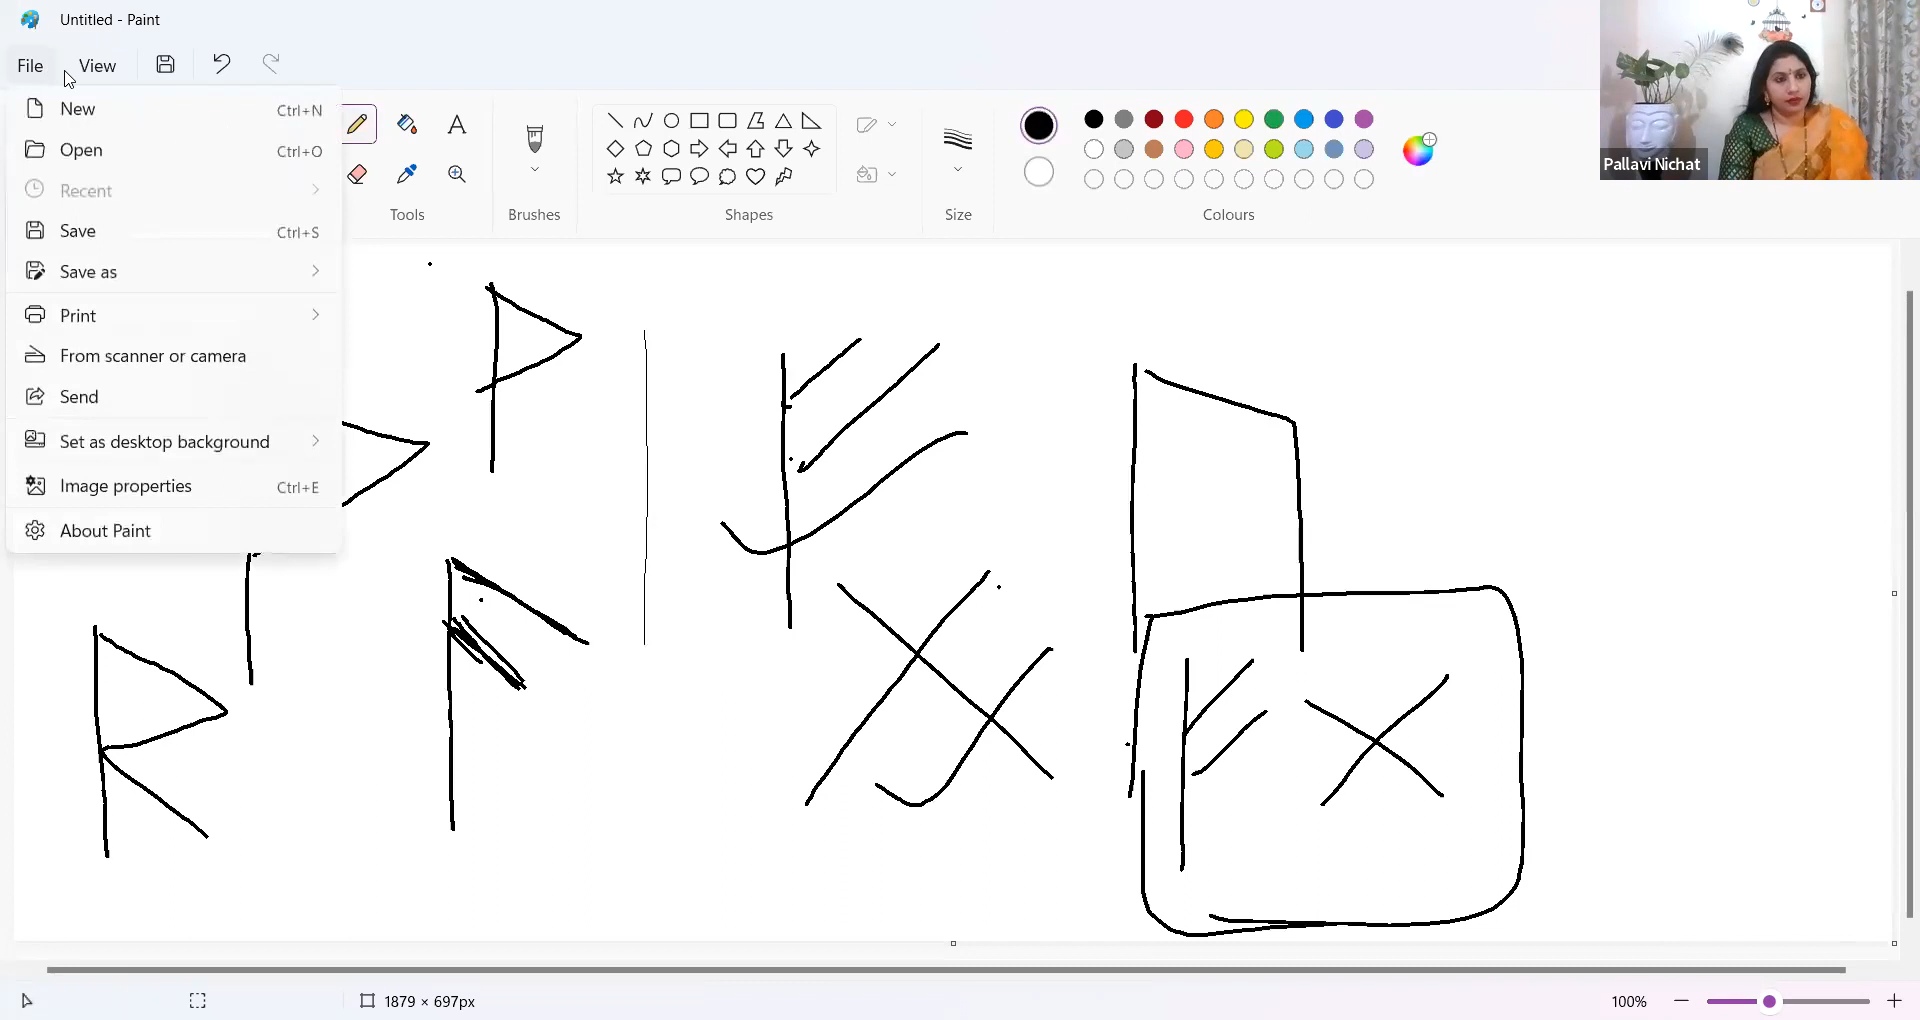 Untitled - Paint
File View
New Ctrl+N
Open Ctrl+O
Recent
Save Ctrl+S
Save as
Print
From scanner or camera
Send
Set as desktop background
Image properties Ctrl+E
About Paint
Tools
Brushes
Shapes
Size
Colours
Pallavi Nichat
1879 × 697px
100%